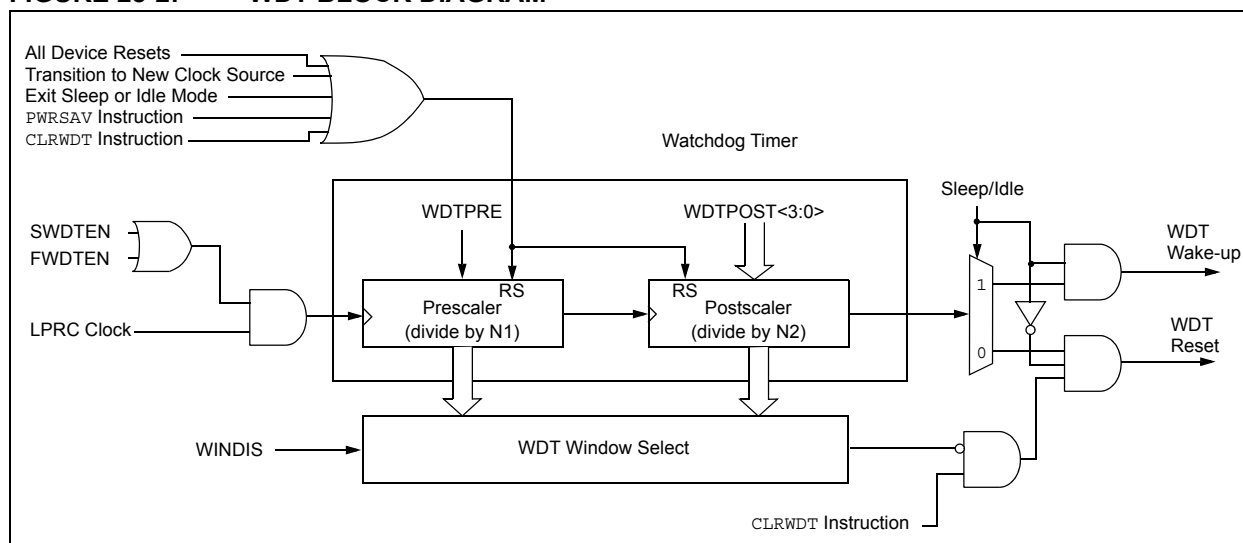 All Device Resets
Transition to New Clock Source
Exit Sleep or Idle Mode
PWRSAV Instruction
CLRWDT Instruction
Watchdog Timer
Sleep/Idle
WDTPRE
WDTPOST<3:0>
SWDTEN
FWDTEN
WDT
Wake-up
RS
RS
1
Prescaler
(divide by N1)
Postscaler
(divide by N2)
LPRC Clock
WDT
Reset
0
WINDIS
WDT Window Select
CLRWDT Instruction